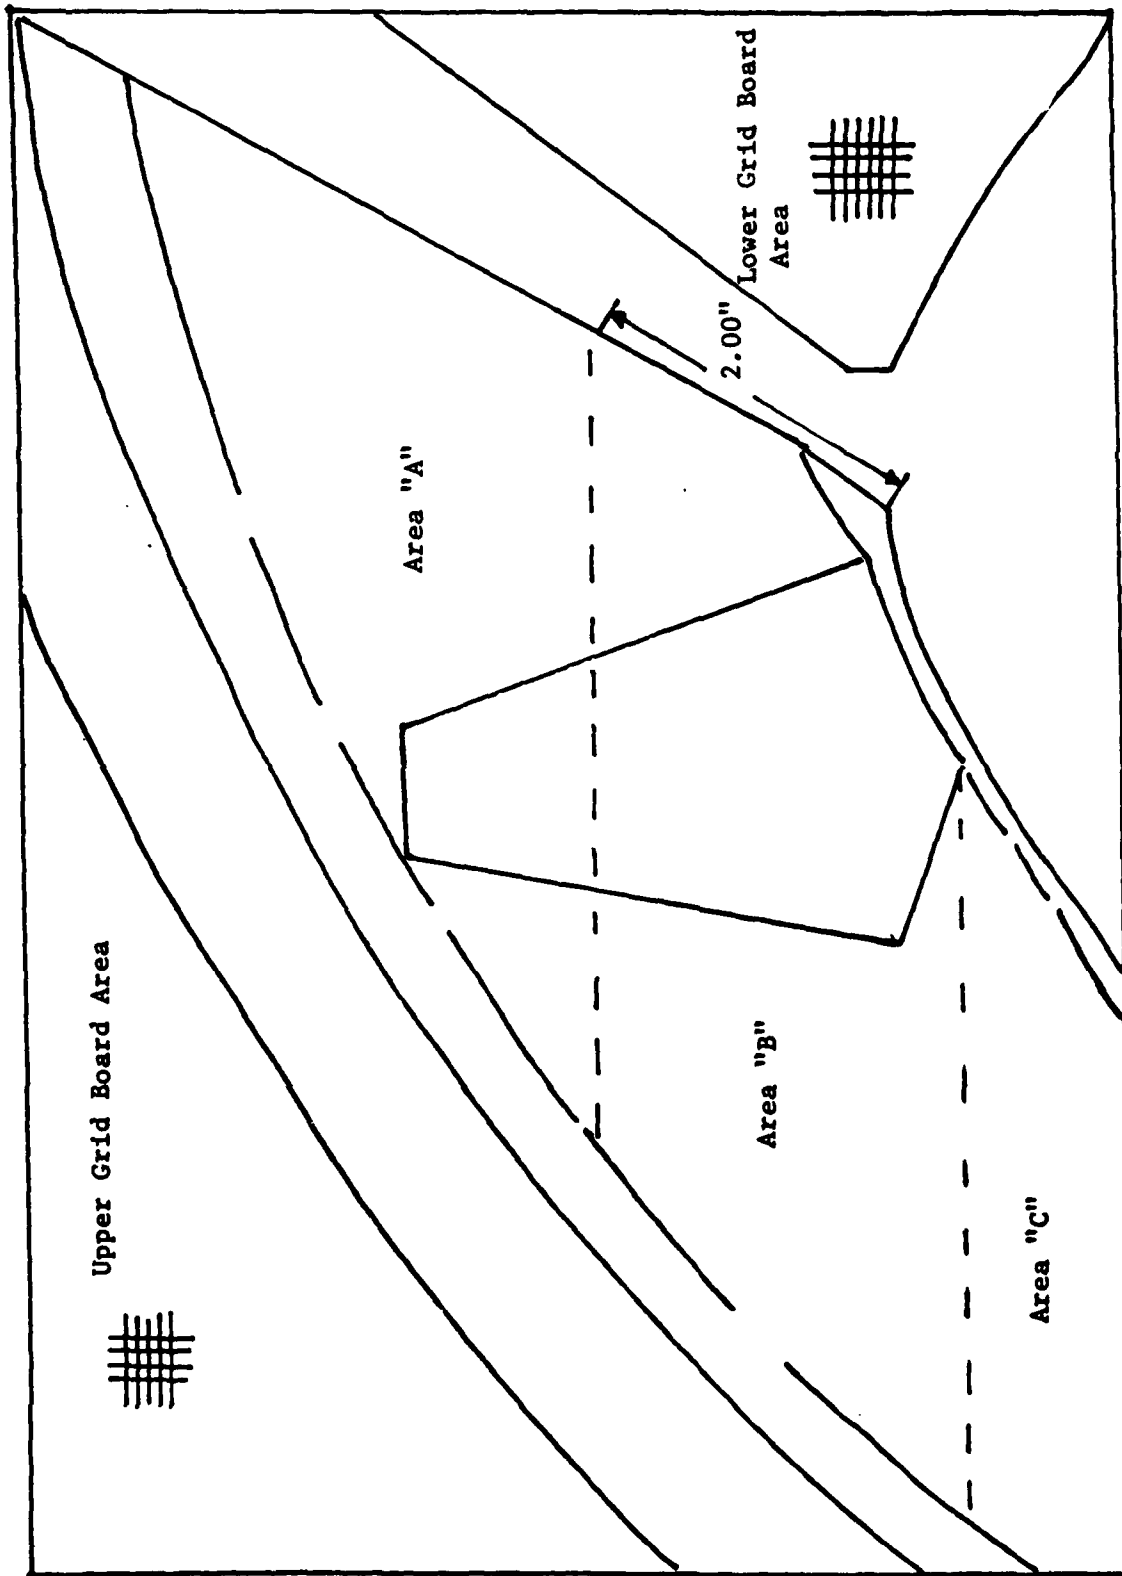 Upper Grid Board Area
Area "A"
Area "B"
Area "C"
2.00"
Lower Grid Board
Area